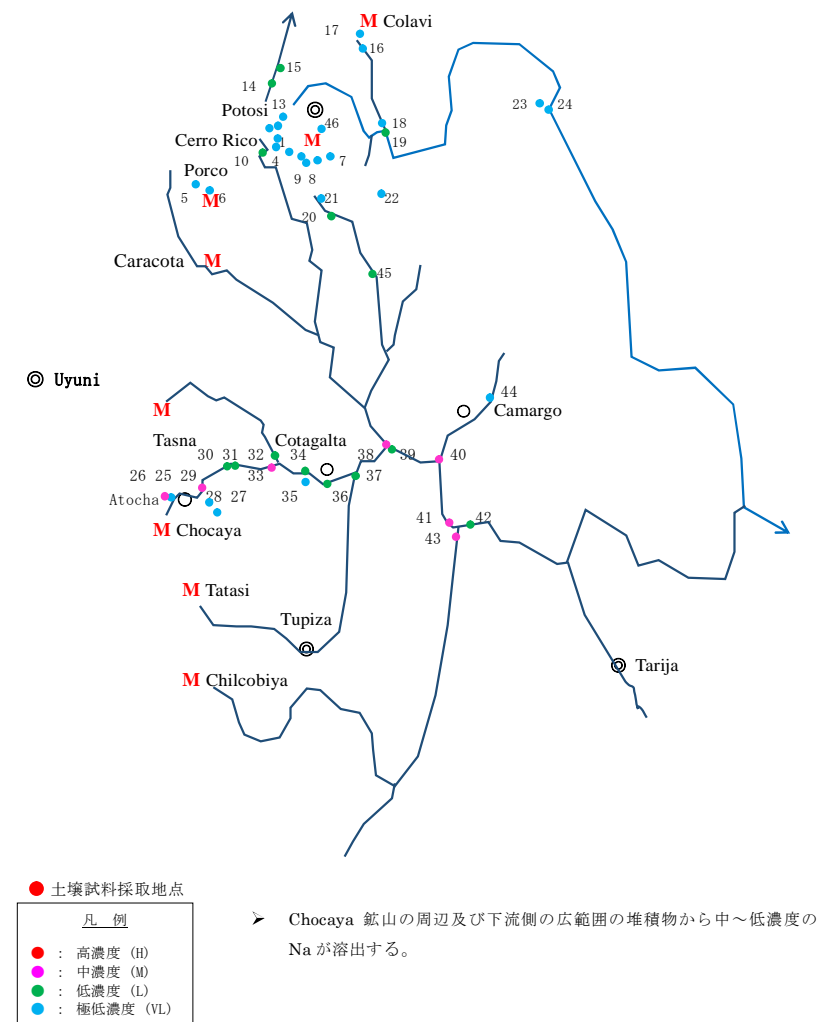 17 M Colavi
16
15
14
Potosi 13
23 24
46
18
Cerro Rico 1 M
19
10 4 7
9 8
Porco
5 6
M
21 22
20
Caracota M
45
Uyuni
M
44
Camargo
Tasna Cotagalta
30 31 32 34 38 39 40
33
26 25 29
37
Atocha 28 27 35 36
M Chocaya
41 42
43
M Tatasi
Tupiza
Tarija
M Chilcobiya
土壌試料採取地点
凡 例
: 高濃度 (H)
: 中濃度 (M)
: 低濃度 (L)
: 極低濃度 (VL)
➢ Chocaya 鉱山の周辺及び下流側の広範囲の堆積物から中～低濃度の
Na が溶出する。